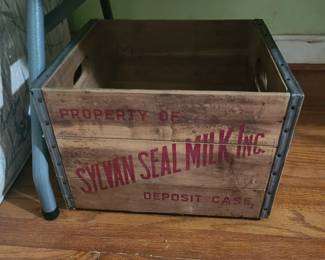 PROPERTY OF
SYLVAN SEAL MILK, INC.
DEPOSIT CASE